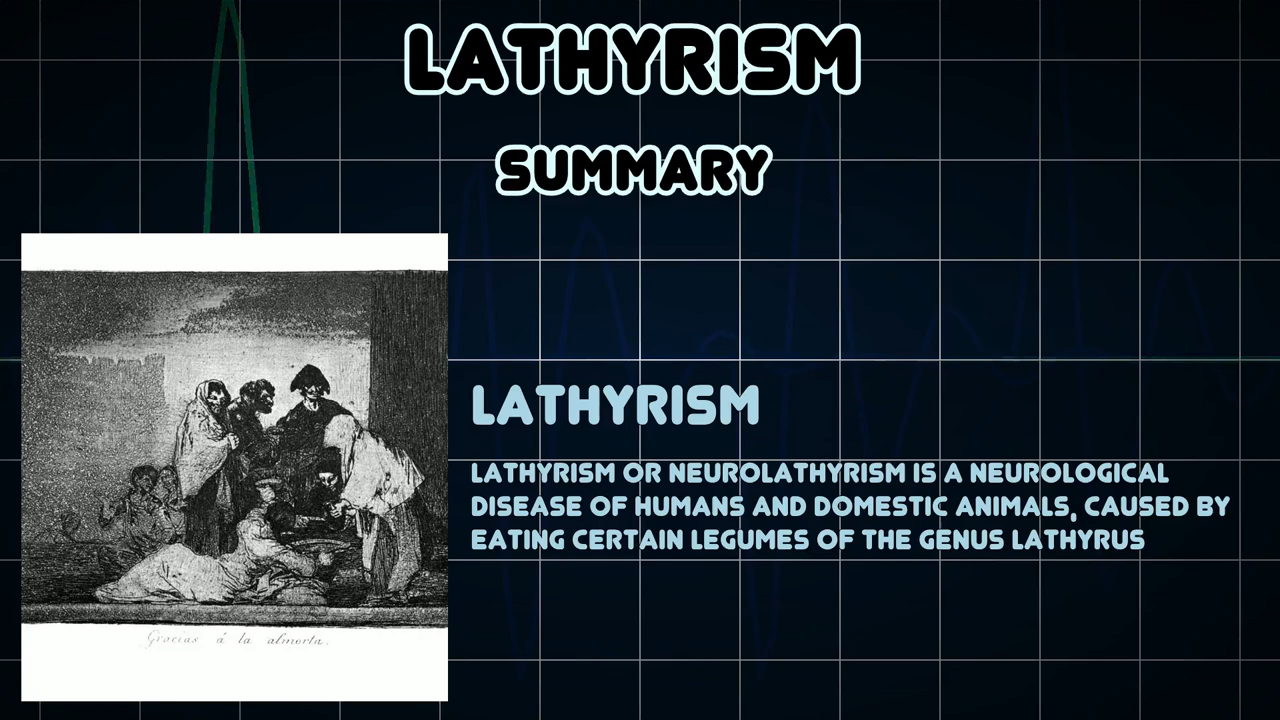 LATHYRISM
SUMMARY
LATHYRISM
LATHYRISM OR NEUROLATHYRISM IS A NEUROLOGICAL
DISEASE OF HUMANS AND DOMESTIC ANIMALS, CAUSED BY
EATING CERTAIN LEGUMES OF THE GENUS LATHYRUS
Gracias á la almorta.